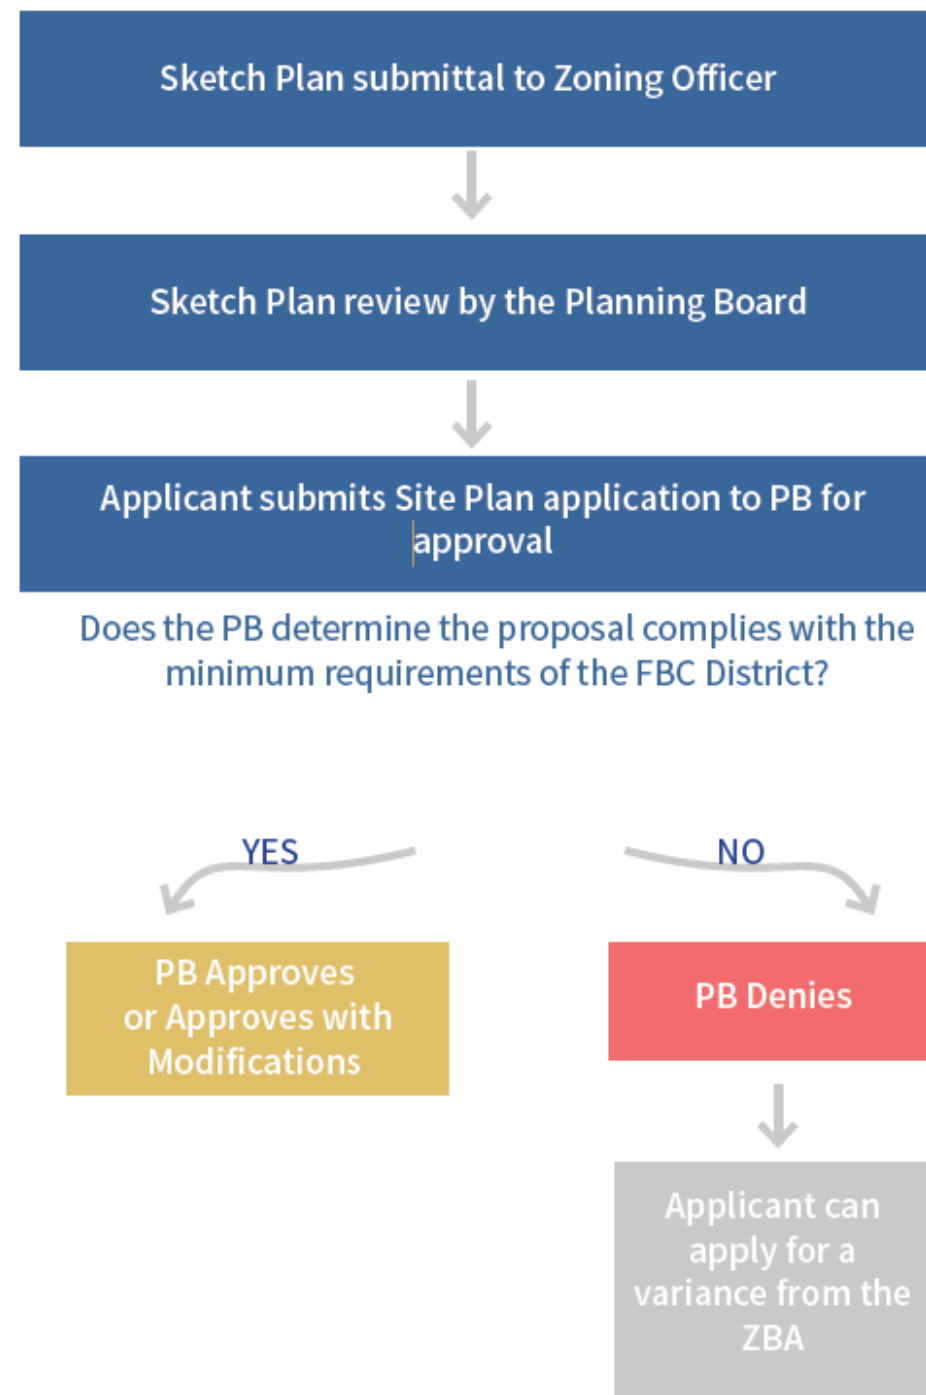 Sketch Plan submittal to Zoning Officer
Sketch Plan review by the Planning Board
Applicant submits Site Plan application to PB for
approval
Does the PB determine the proposal complies with the
minimum requirements of the FBC District?
YES
NO
PB Approves
or Approves with
Modifications
PB Denies
Applicant can
apply for a
variance from the
ZBA